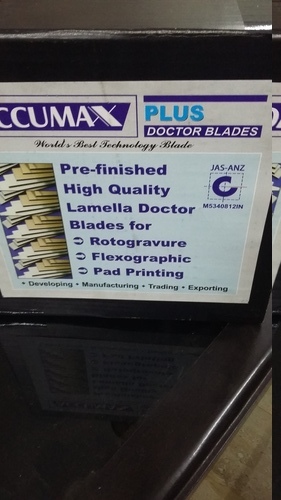 CCUMAX
PLUS
DOCTOR BLADES
World's Best Technology Blade
Pre-finished
High Quality
Lamella Doctor
Blades for
Rotogravure
Flexographic
Pad Printing
JAS-ANZ
M5340812IN
• Developing • Manufacturing • Trading • Exporting